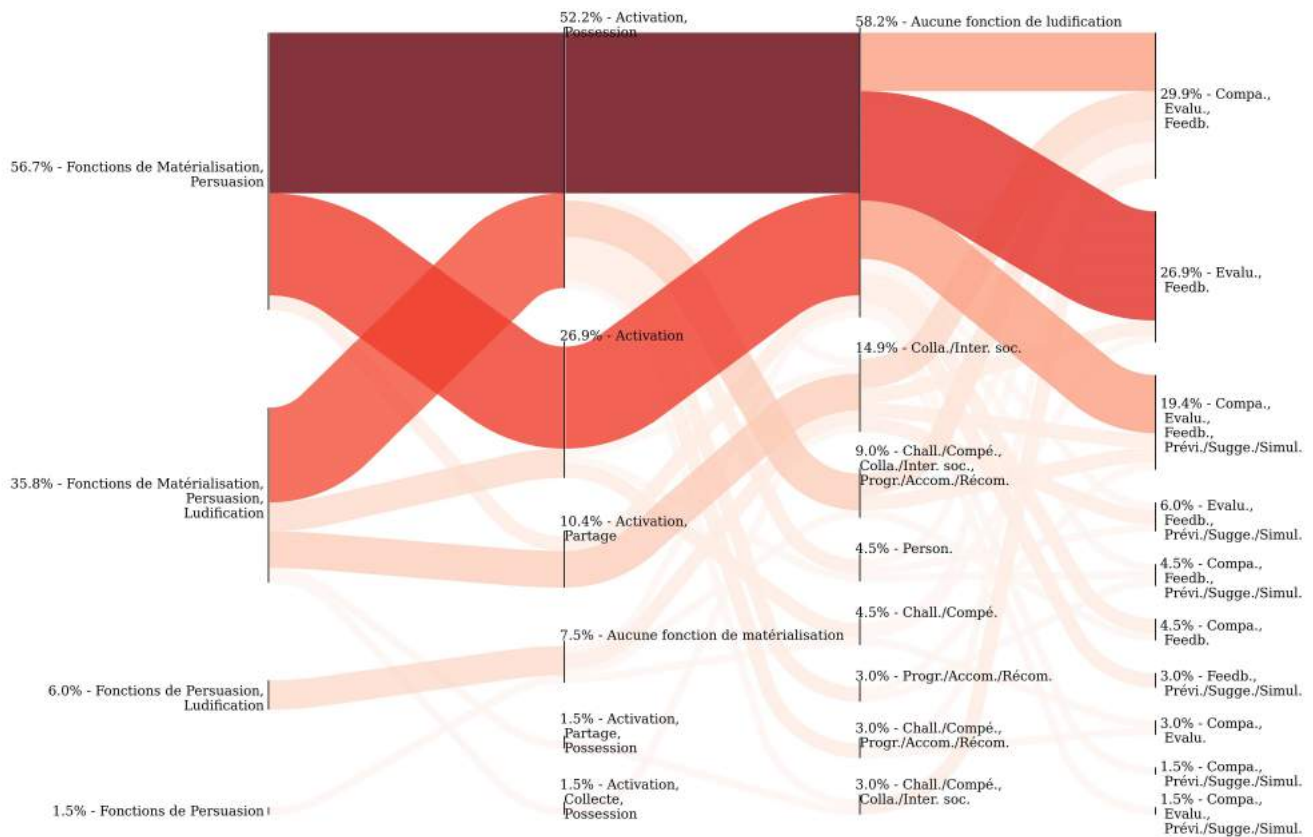 56.7% - Fonctions de Matérialisation,
Persuasion
35.8% - Fonctions de Matérialisation,
Persuasion,
Ludification
6.0% - Fonctions de Persuasion,
Ludification
1.5% - Fonctions de Persuasion
52.2% - Activation,
Possession
26.9% - Activation
10.4% - Activation,
Partage
7.5% - Aucune fonction de matérialisation
1.5% - Activation,
Partage,
Possession
1.5% - Activation,
Collecte,
Possession
58.2% - Aucune fonction de ludification
14.9% - Colla./Inter. soc.
9.0% - Chall./Compé.,
Colla./Inter. soc.,
Progr./Accom./Récom.
4.5% - Person.
4.5% - Chall./Compé.
3.0% - Progr./Accom./Récom.
3.0% - Chall./Compé.,
Progr./Accom./Récom.
3.0% - Chall./Compé.,
Colla./Inter. soc.
29.9% - Compa.,
Evalu.,
Feedb.
26.9% - Evalu.,
Feedb.
19.4% - Compa.,
Evalu.,
Feedb.,
Prévi./Sugge./Simul.
6.0% - Evalu.,
Feedb.,
Prévi./Sugge./Simul.
4.5% - Compa.,
Feedb.,
Prévi./Sugge./Simul.
4.5% - Compa.,
Feedb.
3.0% - Feedb.,
Prévi./Sugge./Simul.
3.0% - Compa.,
Evalu.
1.5% - Compa.,
Prévi./Sugge./Simul.
1.5% - Compa.,
Evalu.,
Prévi./Sugge./Simul.